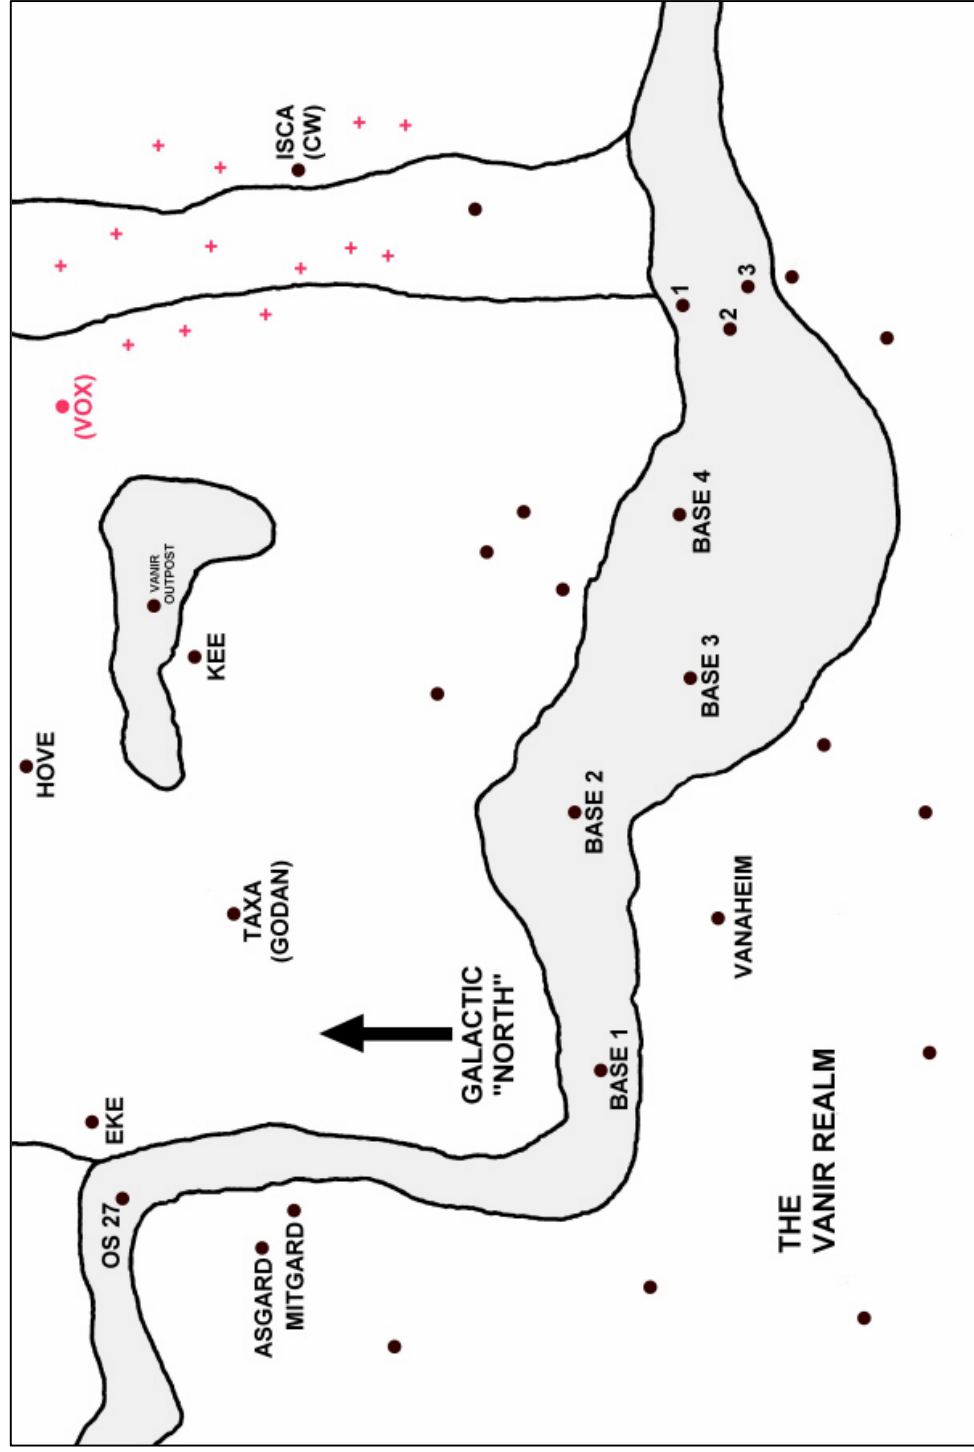 HOVE
(VOX)
EKE
OS 27
VANIR
OUTPOST
KEE
TAXA
(GODAN)
ASGARD
MITGARD
ISCA
(CW)
GALACTIC
"NORTH"
BASE 1
BASE 2
BASE 3
BASE 4
1
2
3
VANAHEIM
THE
VANIR REALM